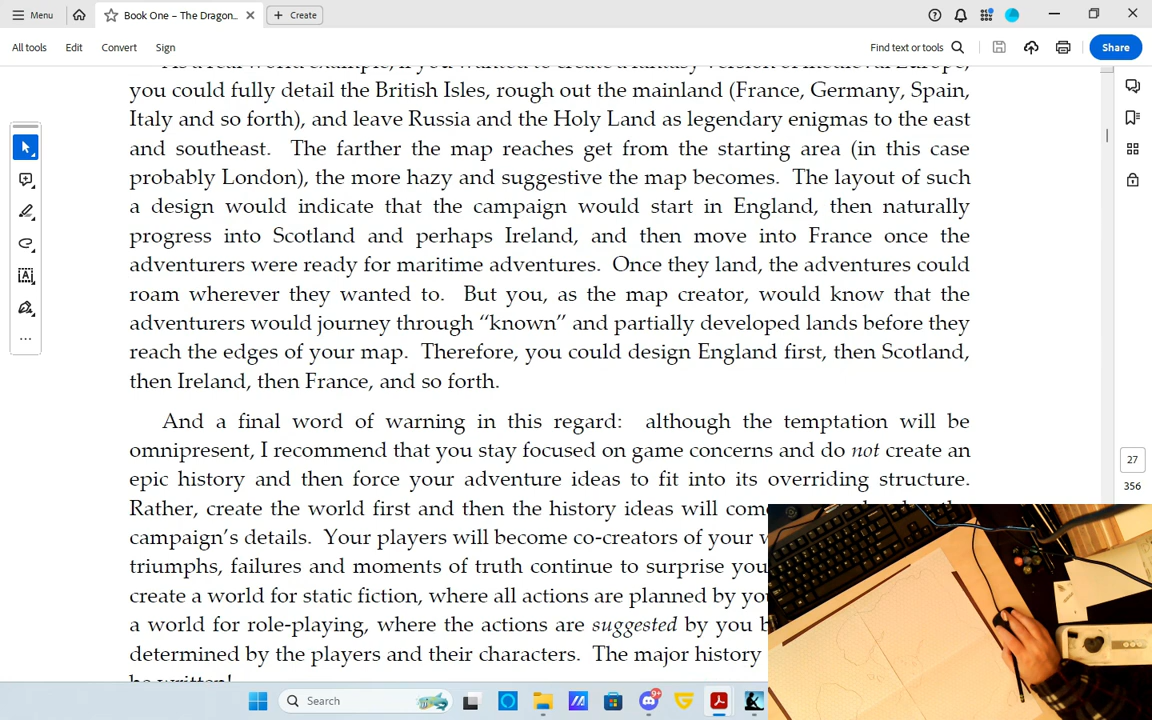 Menu
Book One – The Dragon...
Create
All tools
Edit
Convert
Sign
Find text or tools
Share
you could fully detail the British Isles, rough out the mainland (France, Germany, Spain,
Italy and so forth), and leave Russia and the Holy Land as legendary enigmas to the east
and southeast. The farther the map reaches get from the starting area (in this case
probably London), the more hazy and suggestive the map becomes. The layout of such
a design would indicate that the campaign would start in England, then naturally
progress into Scotland and perhaps Ireland, and then move into France once the
adventurers were ready for maritime adventures. Once they land, the adventures could
roam wherever they wanted to. But you, as the map creator, would know that the
adventurers would journey through “known” and partially developed lands before they
reach the edges of your map. Therefore, you could design England first, then Scotland,
then Ireland, then France, and so forth.
And a final word of warning in this regard: although the temptation will be
omnipresent, I recommend that you stay focused on game concerns and do not create an
epic history and then force your adventure ideas to fit into its overriding structure.
Rather, create the world first and then the history ideas will come
campaign’s details. Your players will become co-creators of your
triumphs, failures and moments of truth continue to surprise you
create a world for static fiction, where all actions are planned by
a world for role-playing, where the actions are suggested by you
determined by the players and their characters. The major history
be written!
27
356
Search
9+